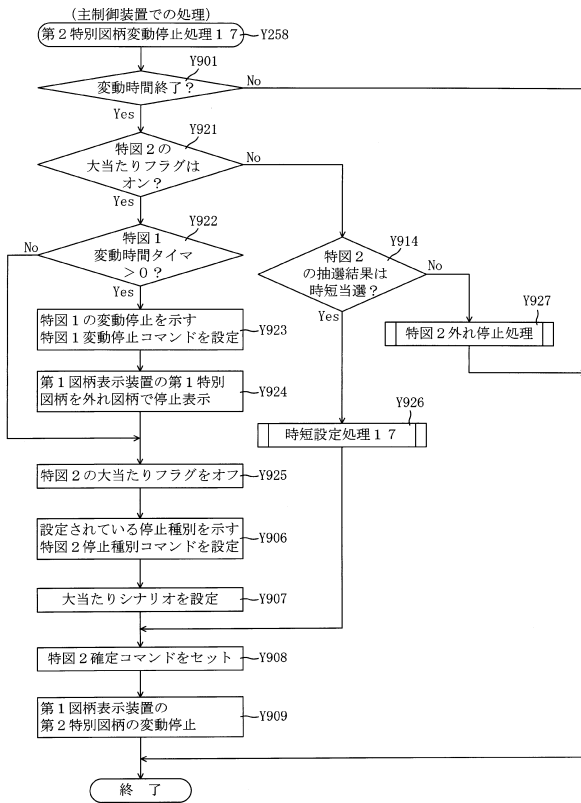 (主制御装置での処理)
第2特別図柄変動停止処理17
Y258
変動時間終了?
Y901
No
Yes
特図2の
大当たりフラグは
オン?
Y921
No
Yes
特図1
変動時間タイマ
>0?
Y922
No
Yes
特図2
の抽選結果は
時短当選?
Y914
No
Yes
特図2外れ停止処理
Y927
特図1の変動停止を示す
特図1変動停止コマンドを設定
Y923
第1図柄表示装置の第1特別
図柄を外れ図柄で停止表示
Y924
時短設定処理17
Y926
特図2の大当たりフラグをオフ
Y925
設定されている停止種別を示す
特図2停止種別コマンドを設定
Y906
大当たりシナリオを設定
Y907
特図2確定コマンドをセット
Y908
第1図柄表示装置の
第2特別図柄の変動停止
Y909
終 了